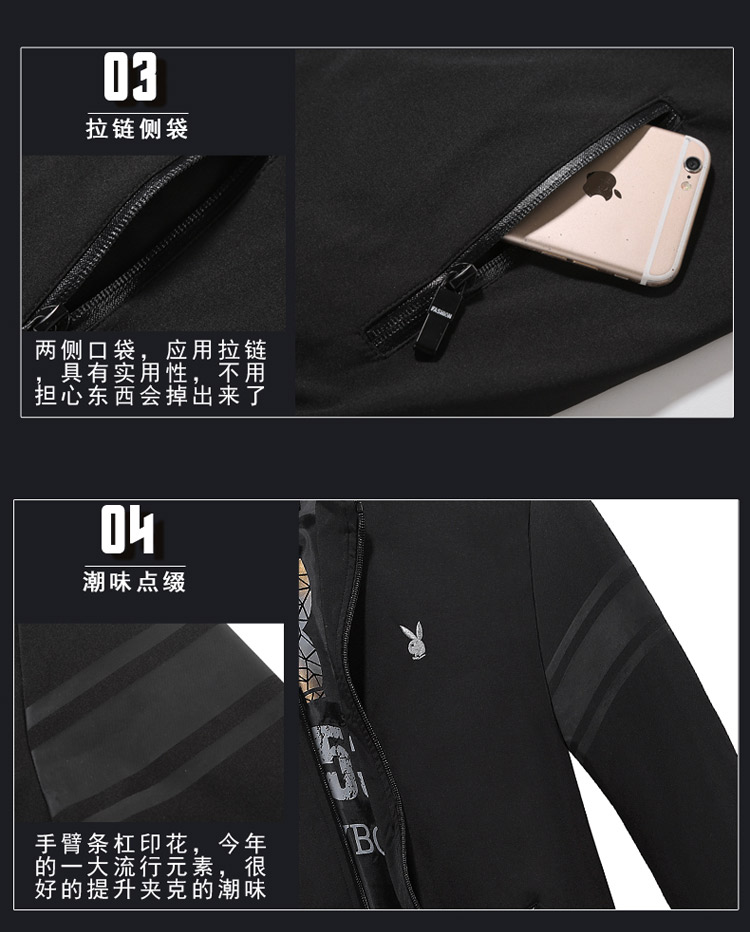 03
拉链侧袋
FASHION
两侧口袋，应用拉链
，具有实用性，不用
担心东西会掉出来了
04
潮味点缀
手臂条杠印花，今年
的一大流行元素，很
好的提升夹克的潮味